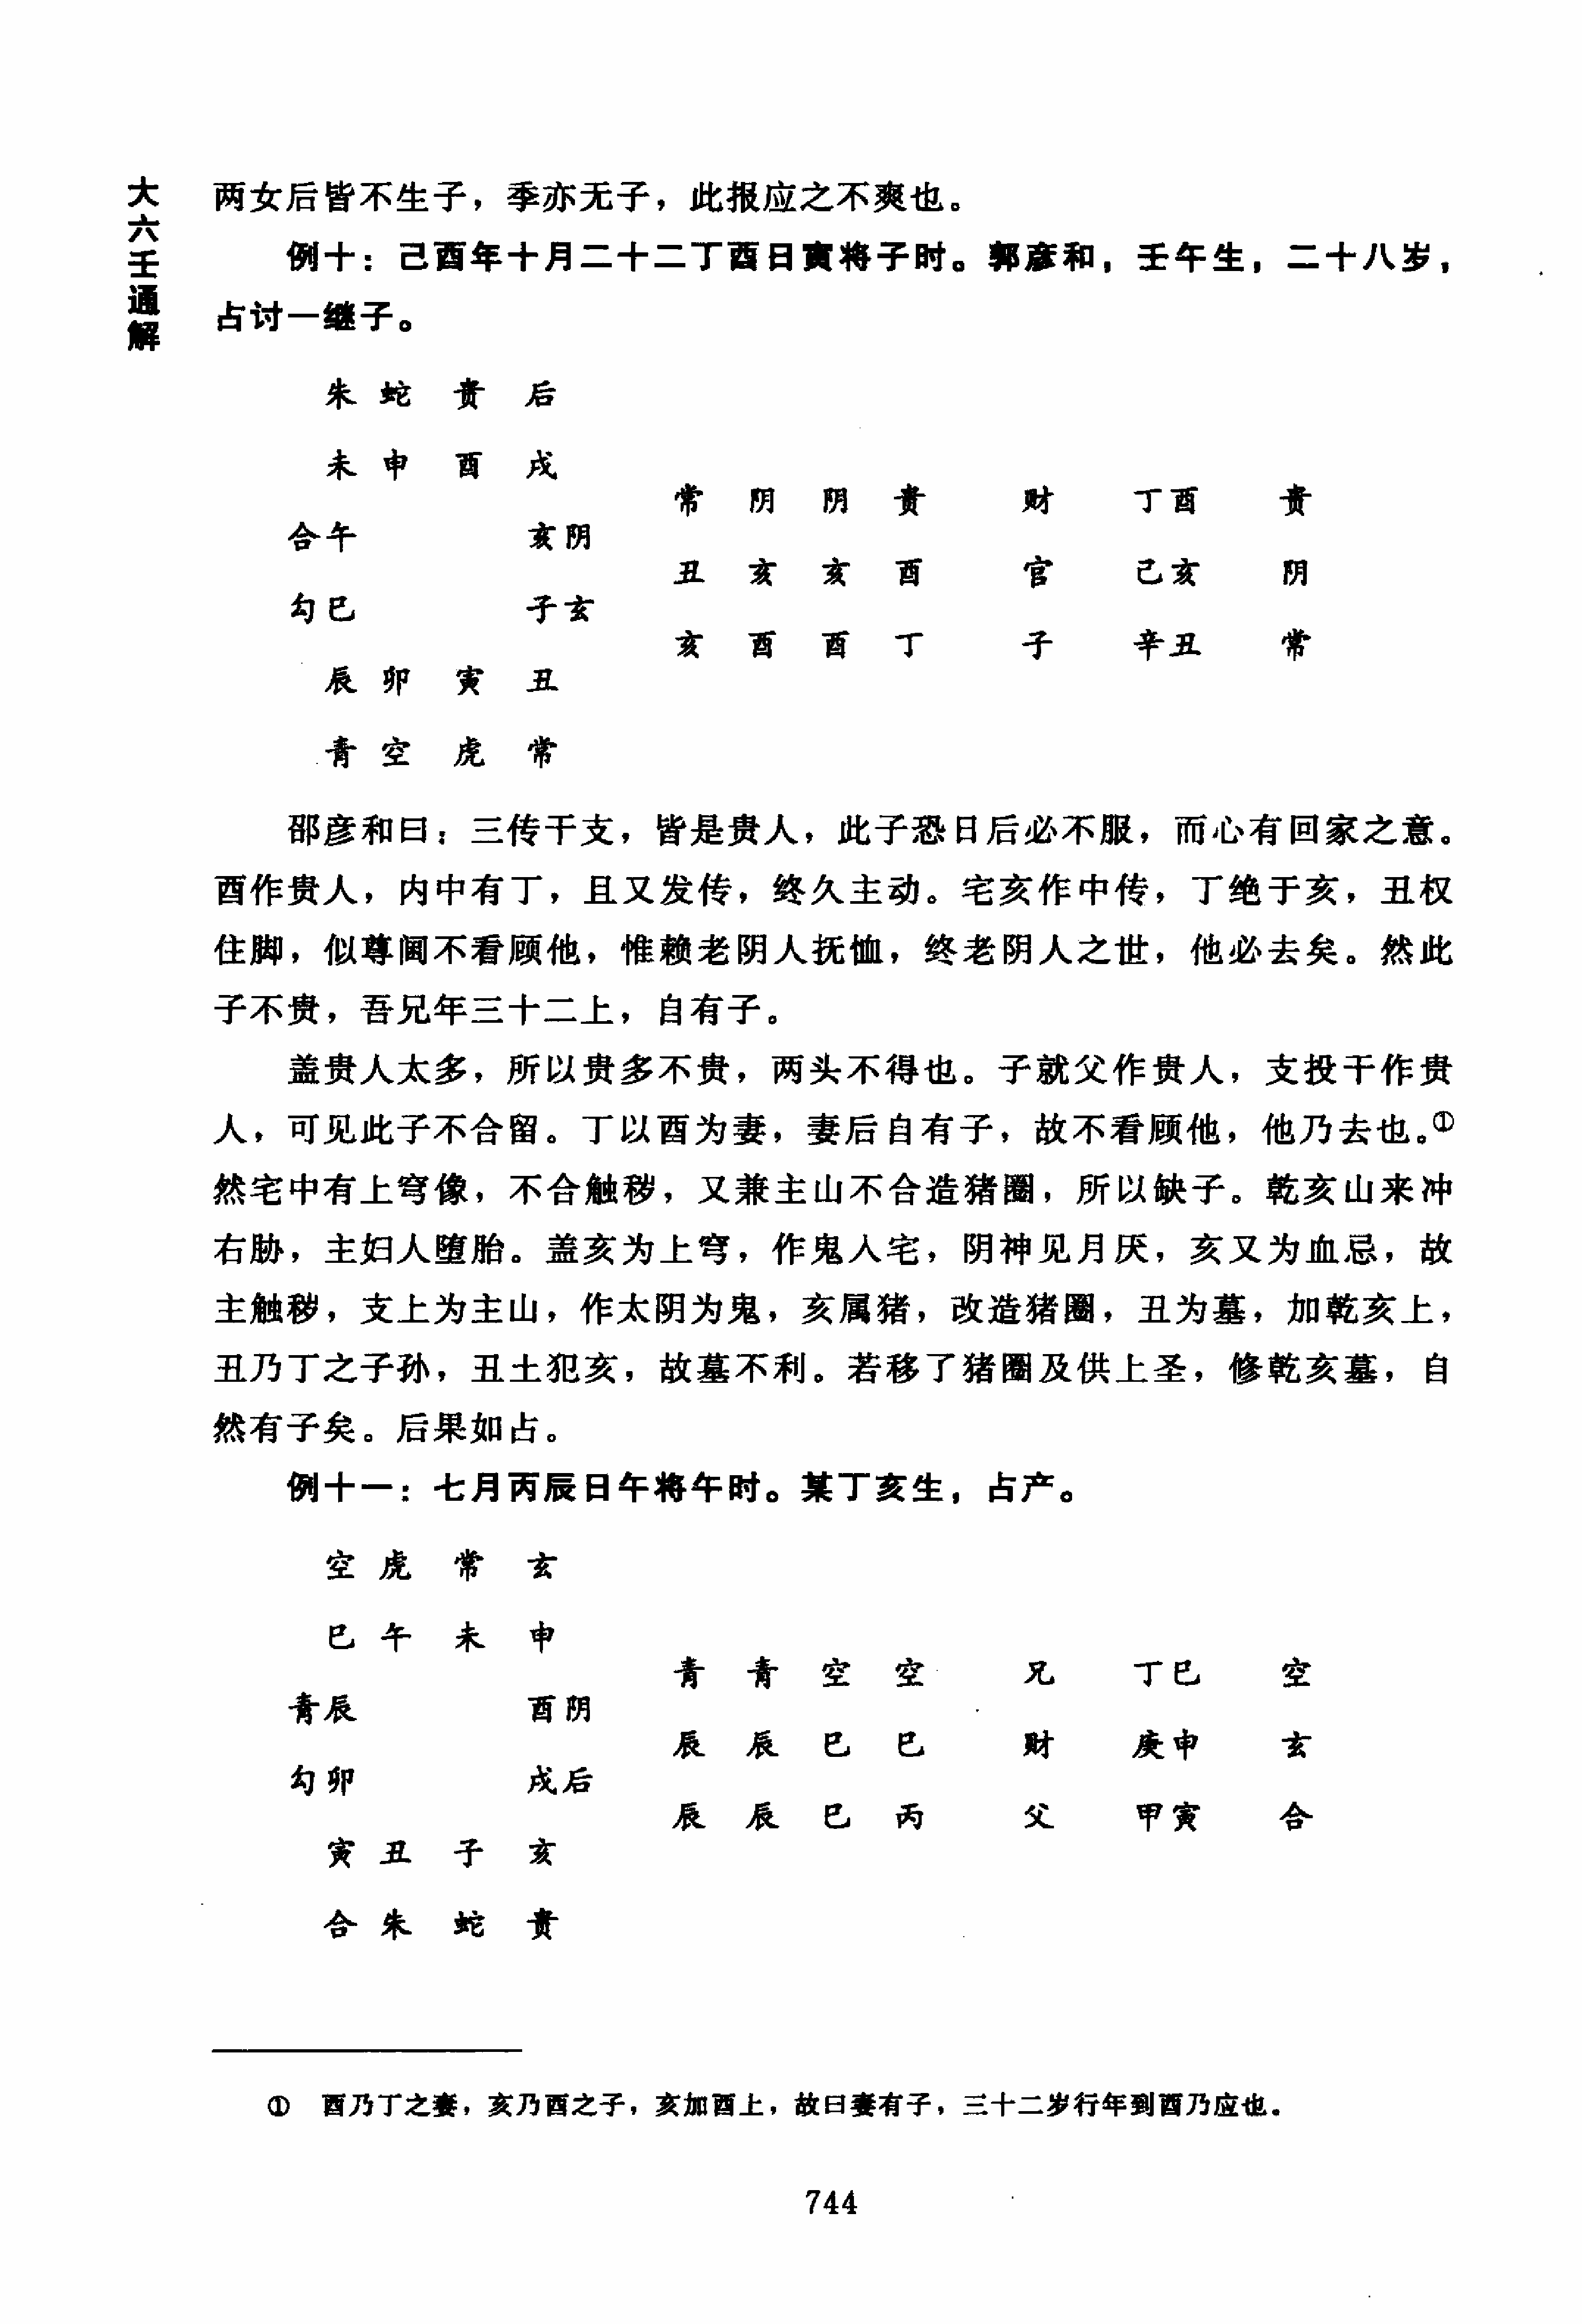 大六壬通解
两女后皆不生子，季亦无子，此报应之不爽也。
例十：己酉年十月二十二丁酉日寅将子时。郭彦和，壬午生，二十八岁，
占讨一继子。
朱 蛇 贵 后
未 申 酉 戌
常 阴 阴 贵 财 丁酉 贵
合午 亥阴
丑 亥 亥 酉 官 己亥 阴
勾巳 子玄
亥 酉 酉 丁 子 辛丑 常
辰 卯 寅 丑
青 空 虎 常
邵彦和曰：三传干支，皆是贵人，此子恐日后必不服，而心有回家之意。
酉作贵人，内中有丁，且又发传，终久主动。宅亥作中传，丁绝于亥，丑权
住脚，似尊阃不看顾他，惟赖老阴人抚恤，终老阴人之世，他必去矣。然此
子不贵，吾兄年三十二上，自有子。
盖贵人太多，所以贵多不贵，两头不得也。子就父作贵人，支投干作贵
人，可见此子不合留。丁以酉为妻，妻后自有子，故不看顾他，他乃去也。①
然宅中有上穹像，不合触秽，又兼主山不合造猪圈，所以缺子。乾亥山来冲
右胁，主妇人堕胎。盖亥为上穹，作鬼入宅，阴神见月厌，亥又为血忌，故
主触秽，支上为主山，作太阴为鬼，亥属猪，改造猪圈，丑为墓，加乾亥上，
丑乃丁之子孙，丑土犯亥，故墓不利。若移了猪圈及供上圣，修乾亥墓，自
然有子矣。后果如占。
例十一：七月丙辰日午将午时。某丁亥生，占产。
空 虎 常 玄
巳 午 未 申
青 青 空 空 兄 丁巳 空
青辰 酉阴
辰 辰 巳 巳 财 庚申 玄
勾卯 戌后
辰 辰 巳 丙 父 甲寅 合
寅 丑 子 亥
合 朱 蛇 贵
① 酉乃丁之妻，亥乃酉之子，亥加酉上，故曰妻有子，三十二岁行年到酉乃应也。
744